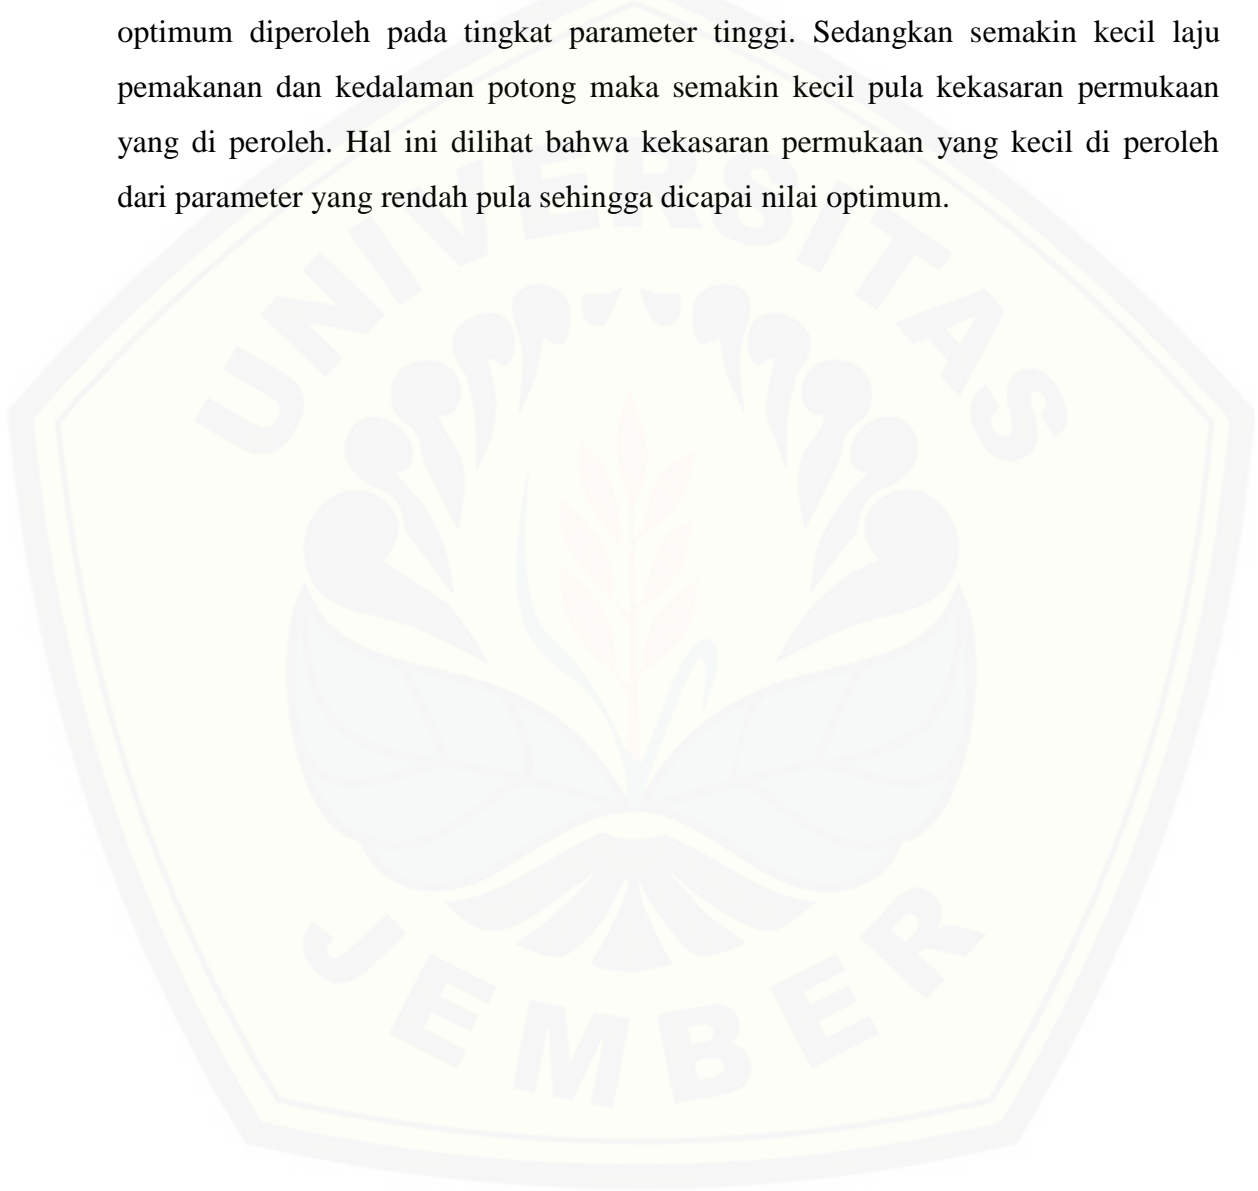 optimum diperoleh pada tingkat parameter tinggi. Sedangkan semakin kecil laju
pemakanan dan kedalaman potong maka semakin kecil pula kekasaran permukaan
yang di peroleh. Hal ini dilihat bahwa kekasaran permukaan yang kecil di peroleh
dari parameter yang rendah pula sehingga dicapai nilai optimum.
UNIVERSITAS
JEMBER